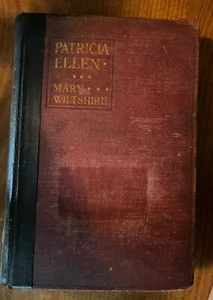 PATRICIA
ELLEN •
• • •
MARY • • •
WILTSHIRE